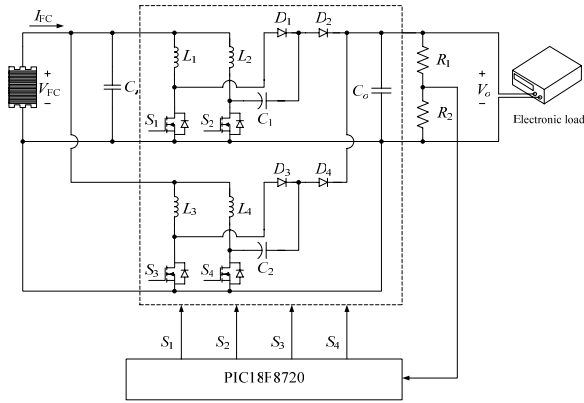 I_FC
D_1
D_2
+
V_FC
−
L_1
L_2
C_i
S_1
S_2
C_1
C_o
R_1
R_2
+
V_o
−
Electronic load
D_3
D_4
L_3
L_4
S_3
S_4
C_2
S_1
S_2
S_3
S_4
PIC18F8720